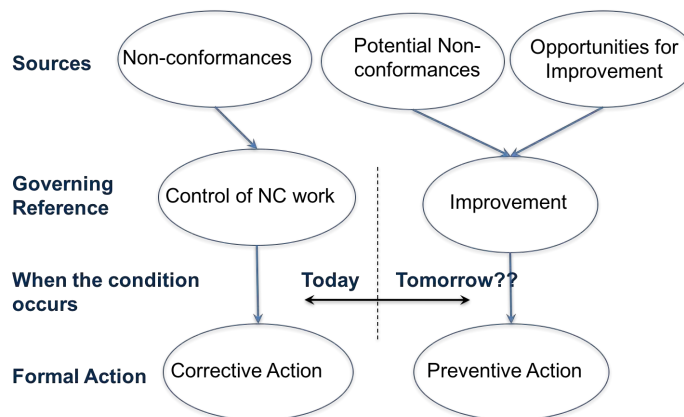 Sources
Non-conformances
Potential Non-
conformances
Opportunities for
Improvement
Governing
Reference
Control of NC work
Improvement
When the condition
occurs
Today
Tomorrow??
Formal Action
Corrective Action
Preventive Action